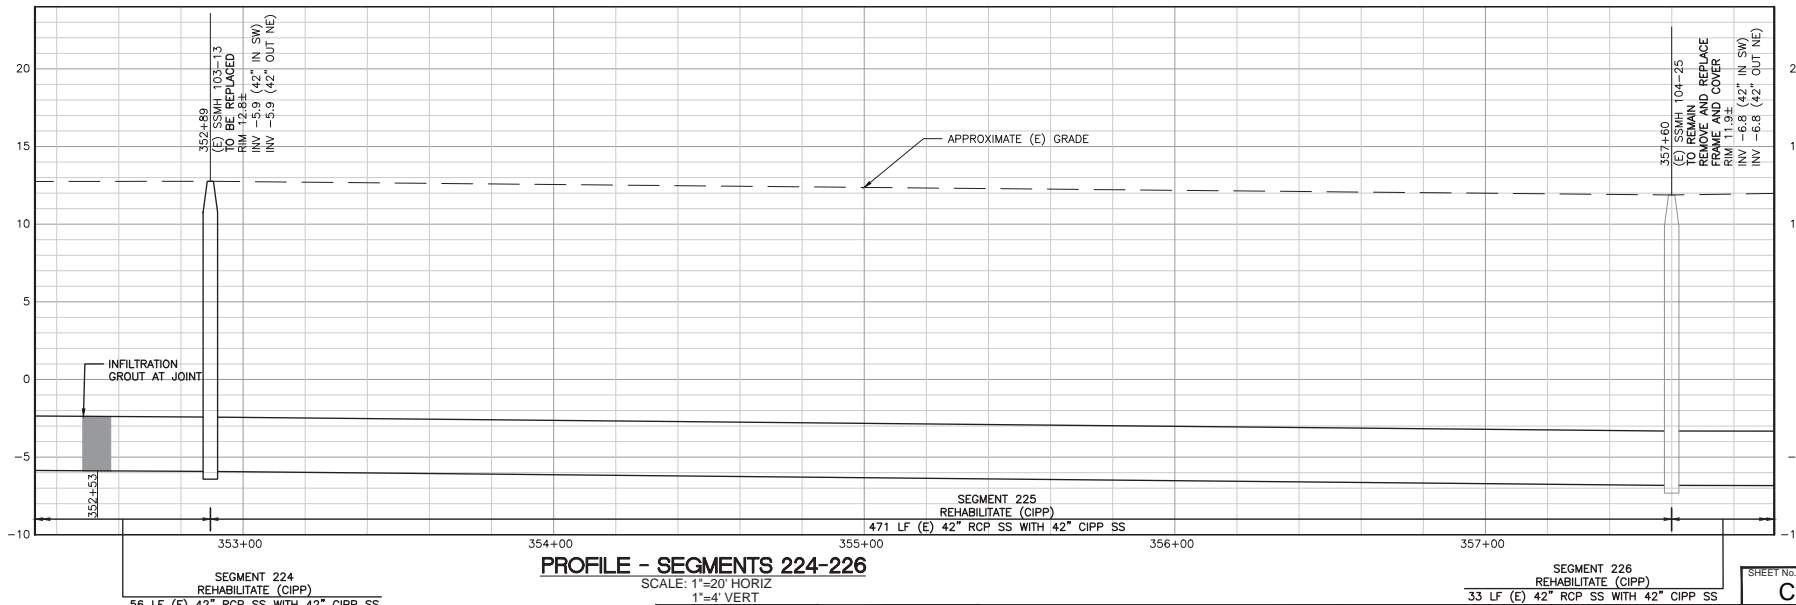 20
15
10
5
0
-5
-10
352+89
(E) SSMH 103-13
TO BE REPLACED
RIM 12.8±
INV -5.9 (42" IN SW)
INV -5.9 (42" OUT NE)
APPROXIMATE (E) GRADE
357+60
(E) SSMH 104-25
TO REMAIN
REMOVE AND REPLACE
FRAME AND COVER
RIM 11.9±
INV -6.8 (42" IN SW)
INV -6.8 (42" OUT NE)
INFILTRATION
GROUT AT JOINT
352+53
SEGMENT 225
REHABILITATE (CIPP)
471 LF (E) 42" RCP SS WITH 42" CIPP SS
353+00
354+00
355+00
356+00
357+00
PROFILE - SEGMENTS 224-226
SCALE: 1"=20' HORIZ
1"=4' VERT
SEGMENT 224
REHABILITATE (CIPP)
56 LF (E) 42" RCP SS WITH 42" CIPP SS
SEGMENT 226
REHABILITATE (CIPP)
33 LF (E) 42" RCP SS WITH 42" CIPP SS
SHEET No.
C